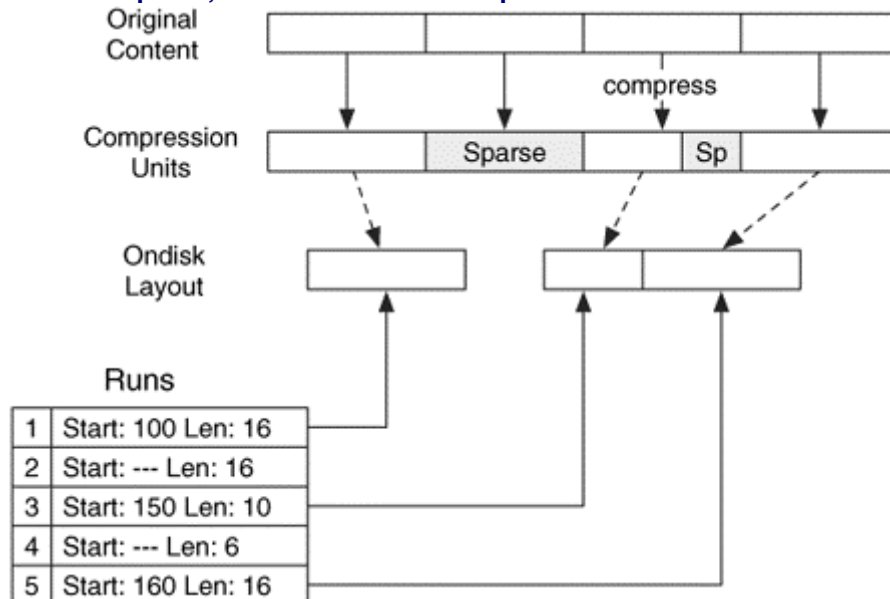 Original
Content
compress
Compression
Units
Sparse
Sp
Ondisk
Layout
Runs
1 Start: 100 Len: 16
2 Start: --- Len: 16
3 Start: 150 Len: 10
4 Start: --- Len: 6
5 Start: 160 Len: 16